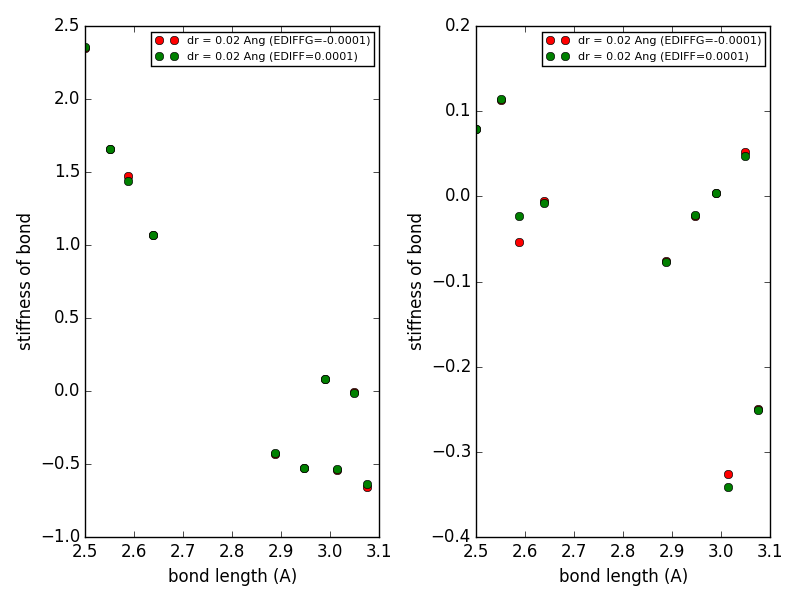 dr = 0.02 Ang (EDIFFG=-0.0001)
dr = 0.02 Ang (EDIFF=0.0001)
2.5
2.0
1.5
1.0
0.5
0.0
−0.5
−1.0
stiffness of bond
2.5 2.6 2.7 2.8 2.9 3.0 3.1
bond length (A)
dr = 0.02 Ang (EDIFFG=-0.0001)
dr = 0.02 Ang (EDIFF=0.0001)
0.2
0.1
0.0
−0.1
−0.2
−0.3
−0.4
stiffness of bond
2.5 2.6 2.7 2.8 2.9 3.0 3.1
bond length (A)